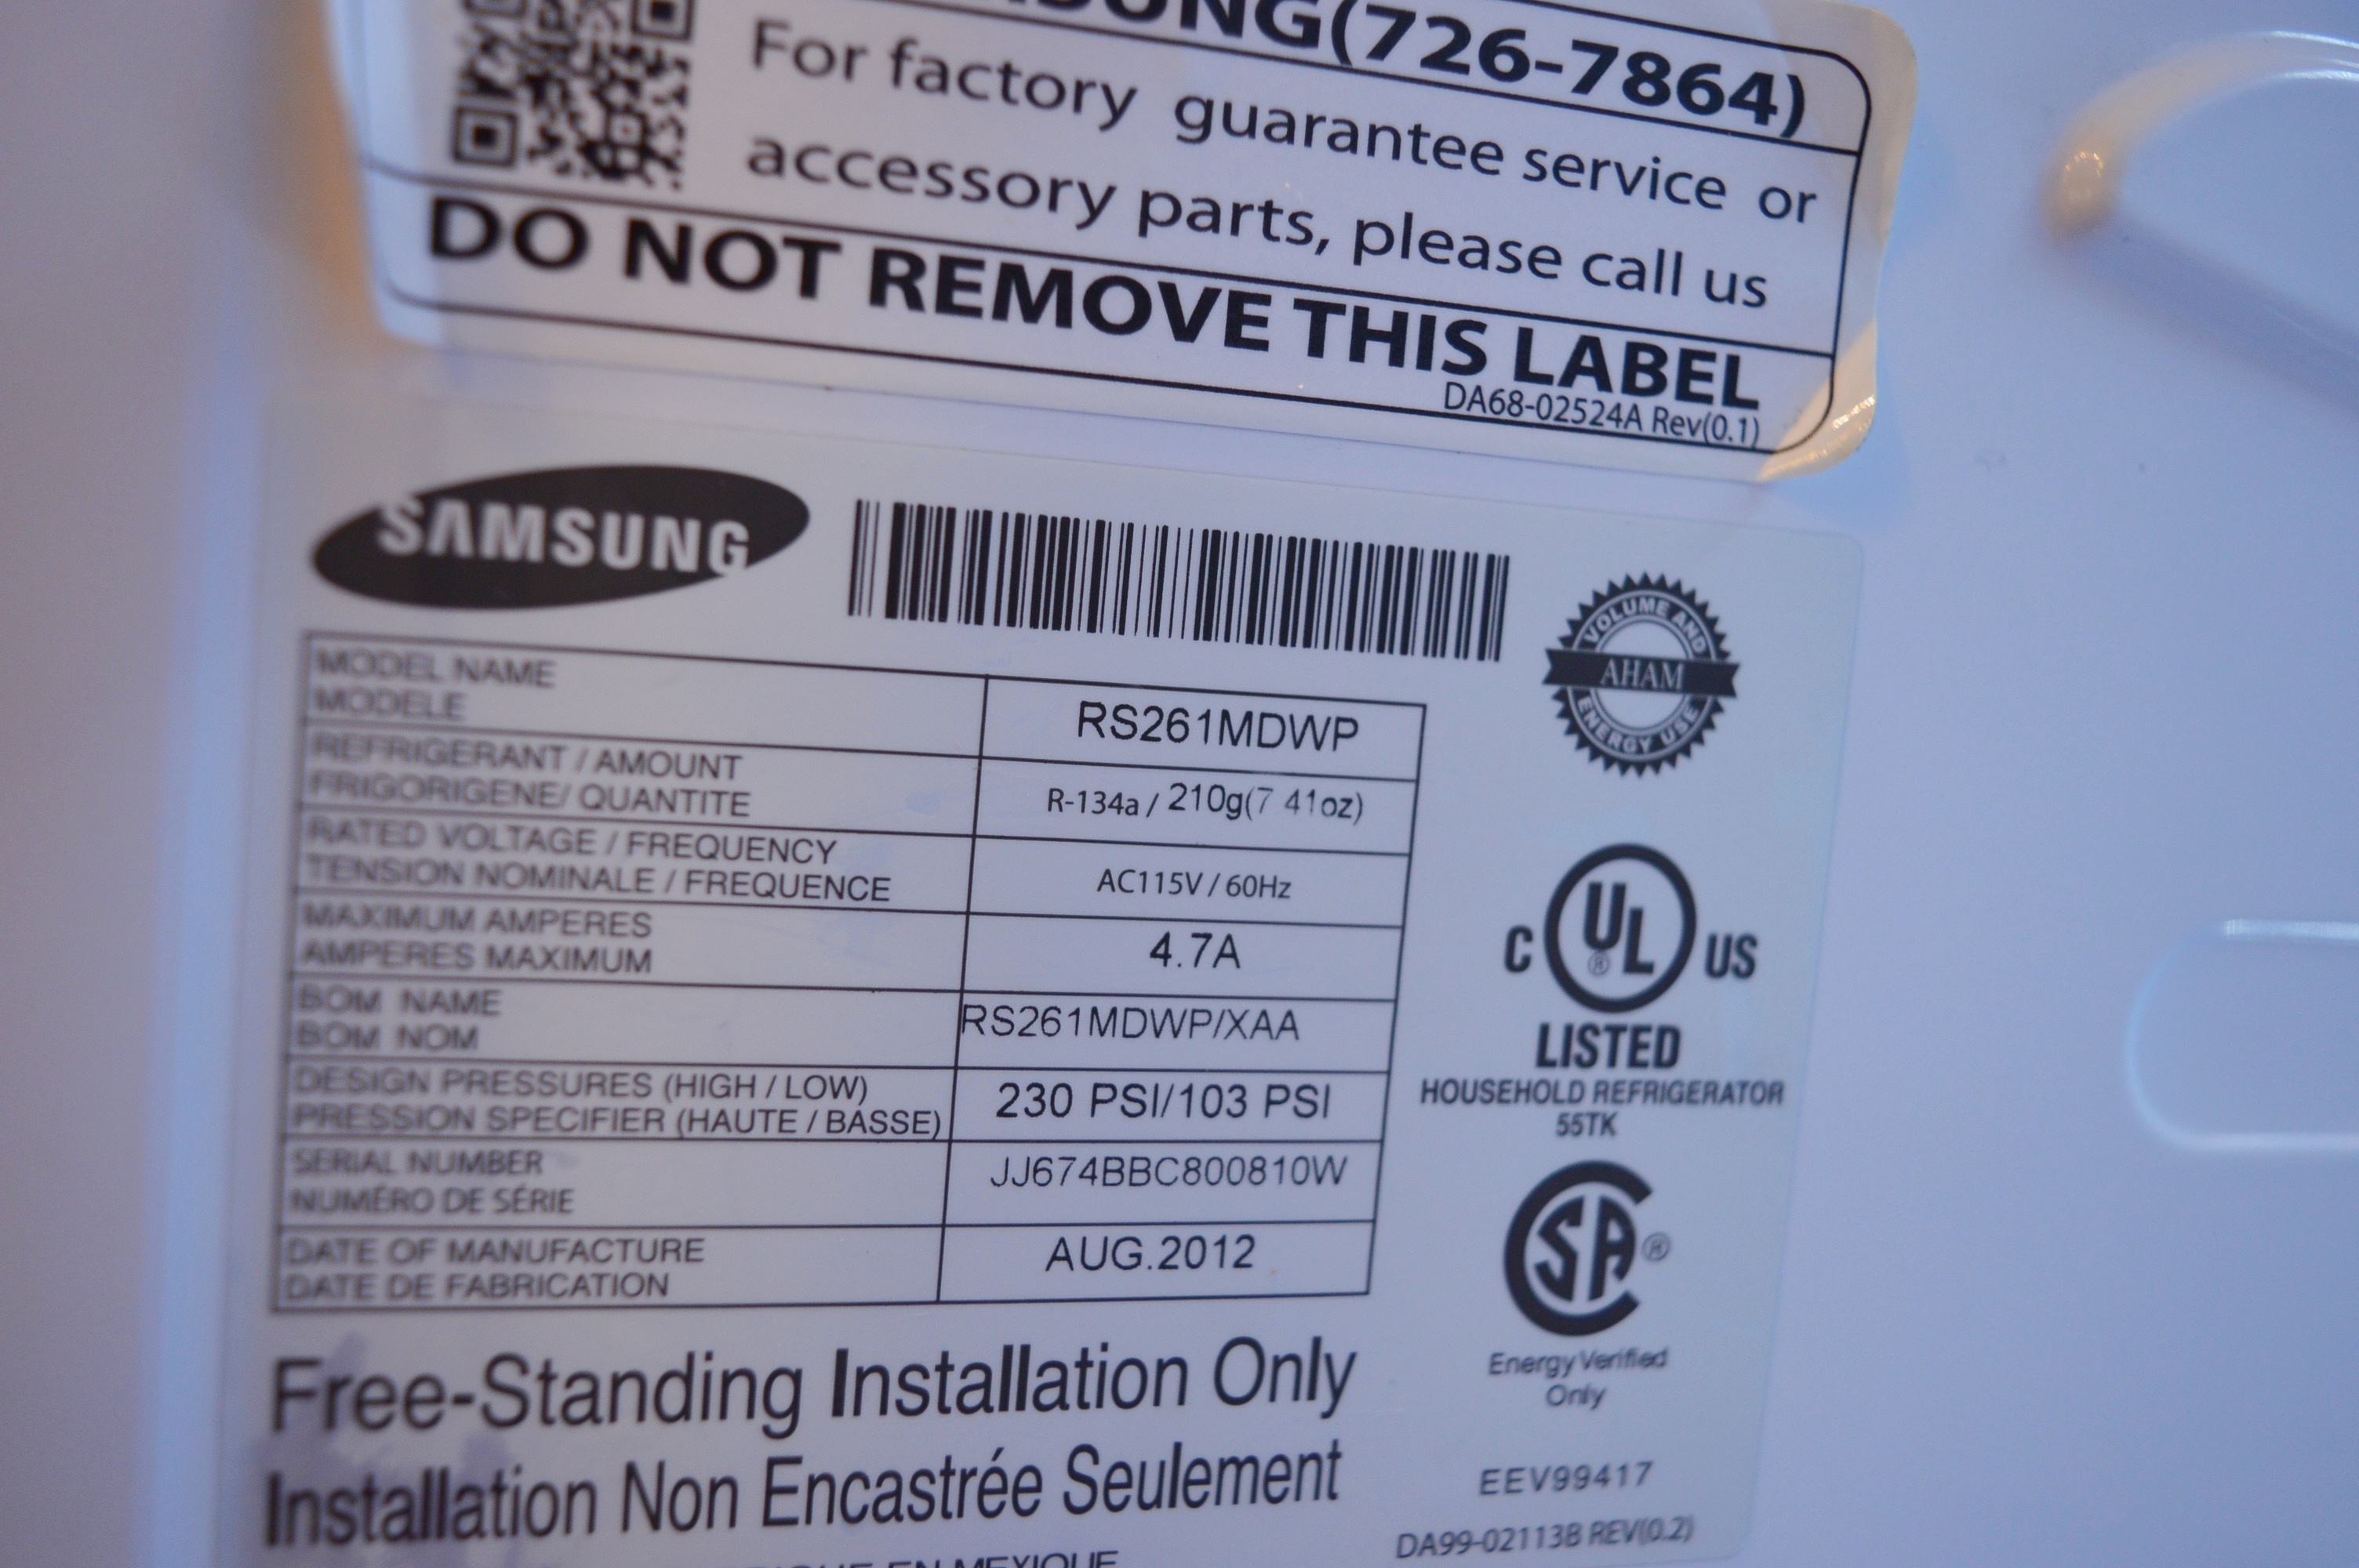 SUNG(726-7864)
For factory guarantee service or
accessory parts, please call us
DO NOT REMOVE THIS LABEL
DA68-02524A Rev(0.1)
SAMSUNG
VOLUME AND
AHAM
ENERGY USE
MODEL NAME
MODELE
RS261MDWP
REFRIGERANT / AMOUNT
FRIGORIGENE/ QUANTITE
R-134a / 210g(7 41oz)
RATED VOLTAGE / FREQUENCY
TENSION NOMINALE / FREQUENCE
AC115V / 60Hz
MAXIMUM AMPERES
AMPERES MAXIMUM
4.7A
BOM NAME
BOM NOM
RS261MDWP/XAA
DESIGN PRESSURES (HIGH / LOW)
PRESSION SPECIFIER (HAUTE / BASSE)
230 PSI/103 PSI
SERIAL NUMBER
NUMÉRO DE SÉRIE
JJ674BBC800810W
DATE OF MANUFACTURE
DATE DE FABRICATION
AUG.2012
C UL ® US
LISTED
HOUSEHOLD REFRIGERATOR
55TK
CSA ®
Energy Verified
Only
EEV99417
DA99-02113B REV(0.2)
Free-Standing Installation Only
Installation Non Encastrée Seulement
EN MEXIQUE